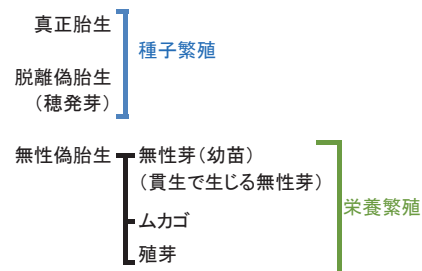 真正胎生
種子繁殖
脱離偽胎生
（穂発芽）
無性偽胎生
無性芽（幼苗）
（貫生で生じる無性芽）
栄養繁殖
ムカゴ
殖芽